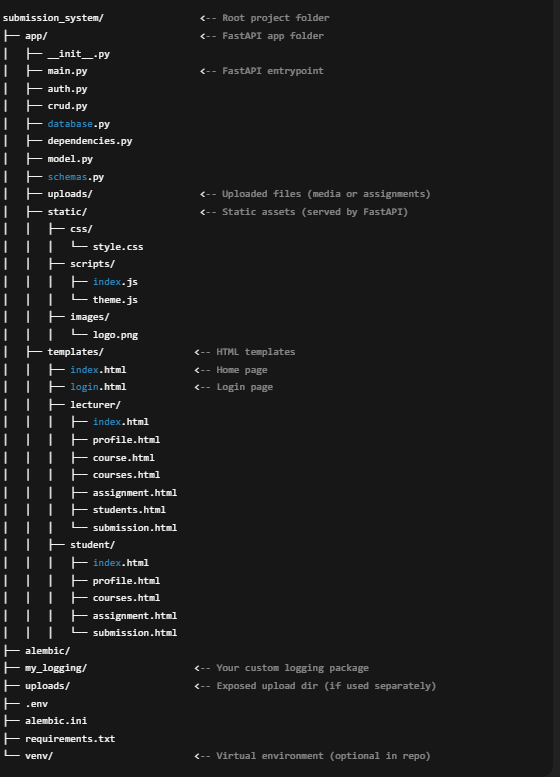 submission_system/                <-- Root project folder
├── app/                          <-- FastAPI app folder
│   ├── __init__.py
│   ├── main.py                   <-- FastAPI entrypoint
│   ├── auth.py
│   ├── crud.py
│   ├── database.py
│   ├── dependencies.py
│   ├── model.py
│   ├── schemas.py
│   ├── uploads/                  <-- Uploaded files (media or assignments)
│   ├── static/                   <-- Static assets (served by FastAPI)
│   │   ├── css/
│   │   │   └── style.css
│   │   ├── scripts/
│   │   │   ├── index.js
│   │   │   └── theme.js
│   │   ├── images/
│   │   │   └── logo.png
│   ├── templates/                <-- HTML templates
│   │   ├── index.html            <-- Home page
│   │   ├── login.html            <-- Login page
│   │   ├── lecturer/
│   │   │   ├── index.html
│   │   │   ├── profile.html
│   │   │   ├── course.html
│   │   │   ├── courses.html
│   │   │   ├── assignment.html
│   │   │   ├── students.html
│   │   │   └── submission.html
│   │   ├── student/
│   │   │   ├── index.html
│   │   │   ├── profile.html
│   │   │   ├── courses.html
│   │   │   ├── assignment.html
│   │   │   └── submission.html
├── alembic/
├── my_logging/                   <-- Your custom logging package
├── uploads/                      <-- Exposed upload dir (if used separately)
├── .env
├── alembic.ini
├── requirements.txt
└── venv/                         <-- Virtual environment (optional in repo)